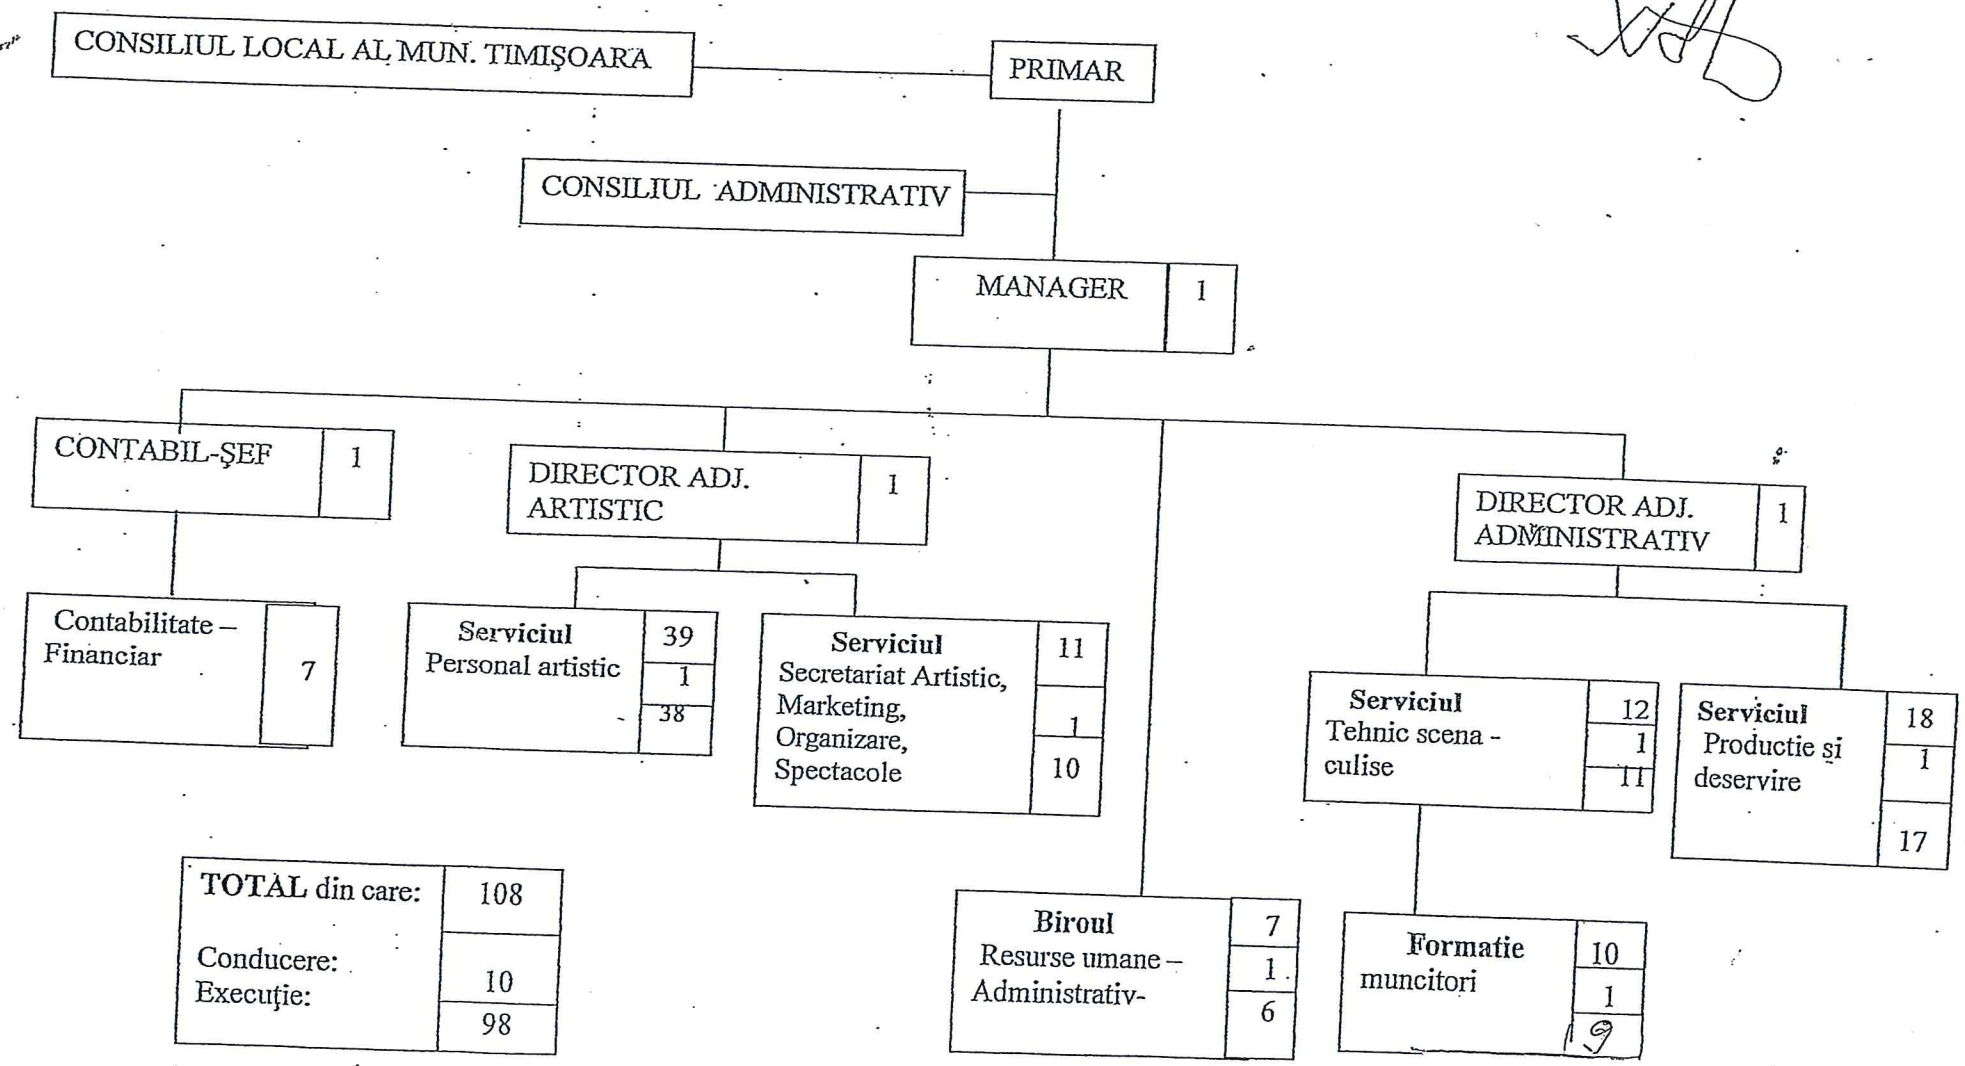 CONSILIUL LOCAL AL MUN. TIMIŞOARA
PRIMAR
CONSILIUL ADMINISTRATIV
MANAGER 1
CONTABIL-ŞEF 1
DIRECTOR ADJ.
ARTISTIC
1
DIRECTOR ADJ.
ADMINISTRATIV
1
Contabilitate –
Financiar
7
Serviciul
Personal artistic
39
1
38
Serviciul
Secretariat Artistic,
Marketing,
Organizare,
Spectacole
11
1
10
Serviciul
Tehnic scena -
culise
12
1
11
Serviciul
Productie şi
deservire
18
1
17
TOTAL din care:
Conducere:
Execuţie:
108
10
98
Biroul
Resurse umane –
Administrativ-
7
1
6
Formatie
muncitori
10
1
9